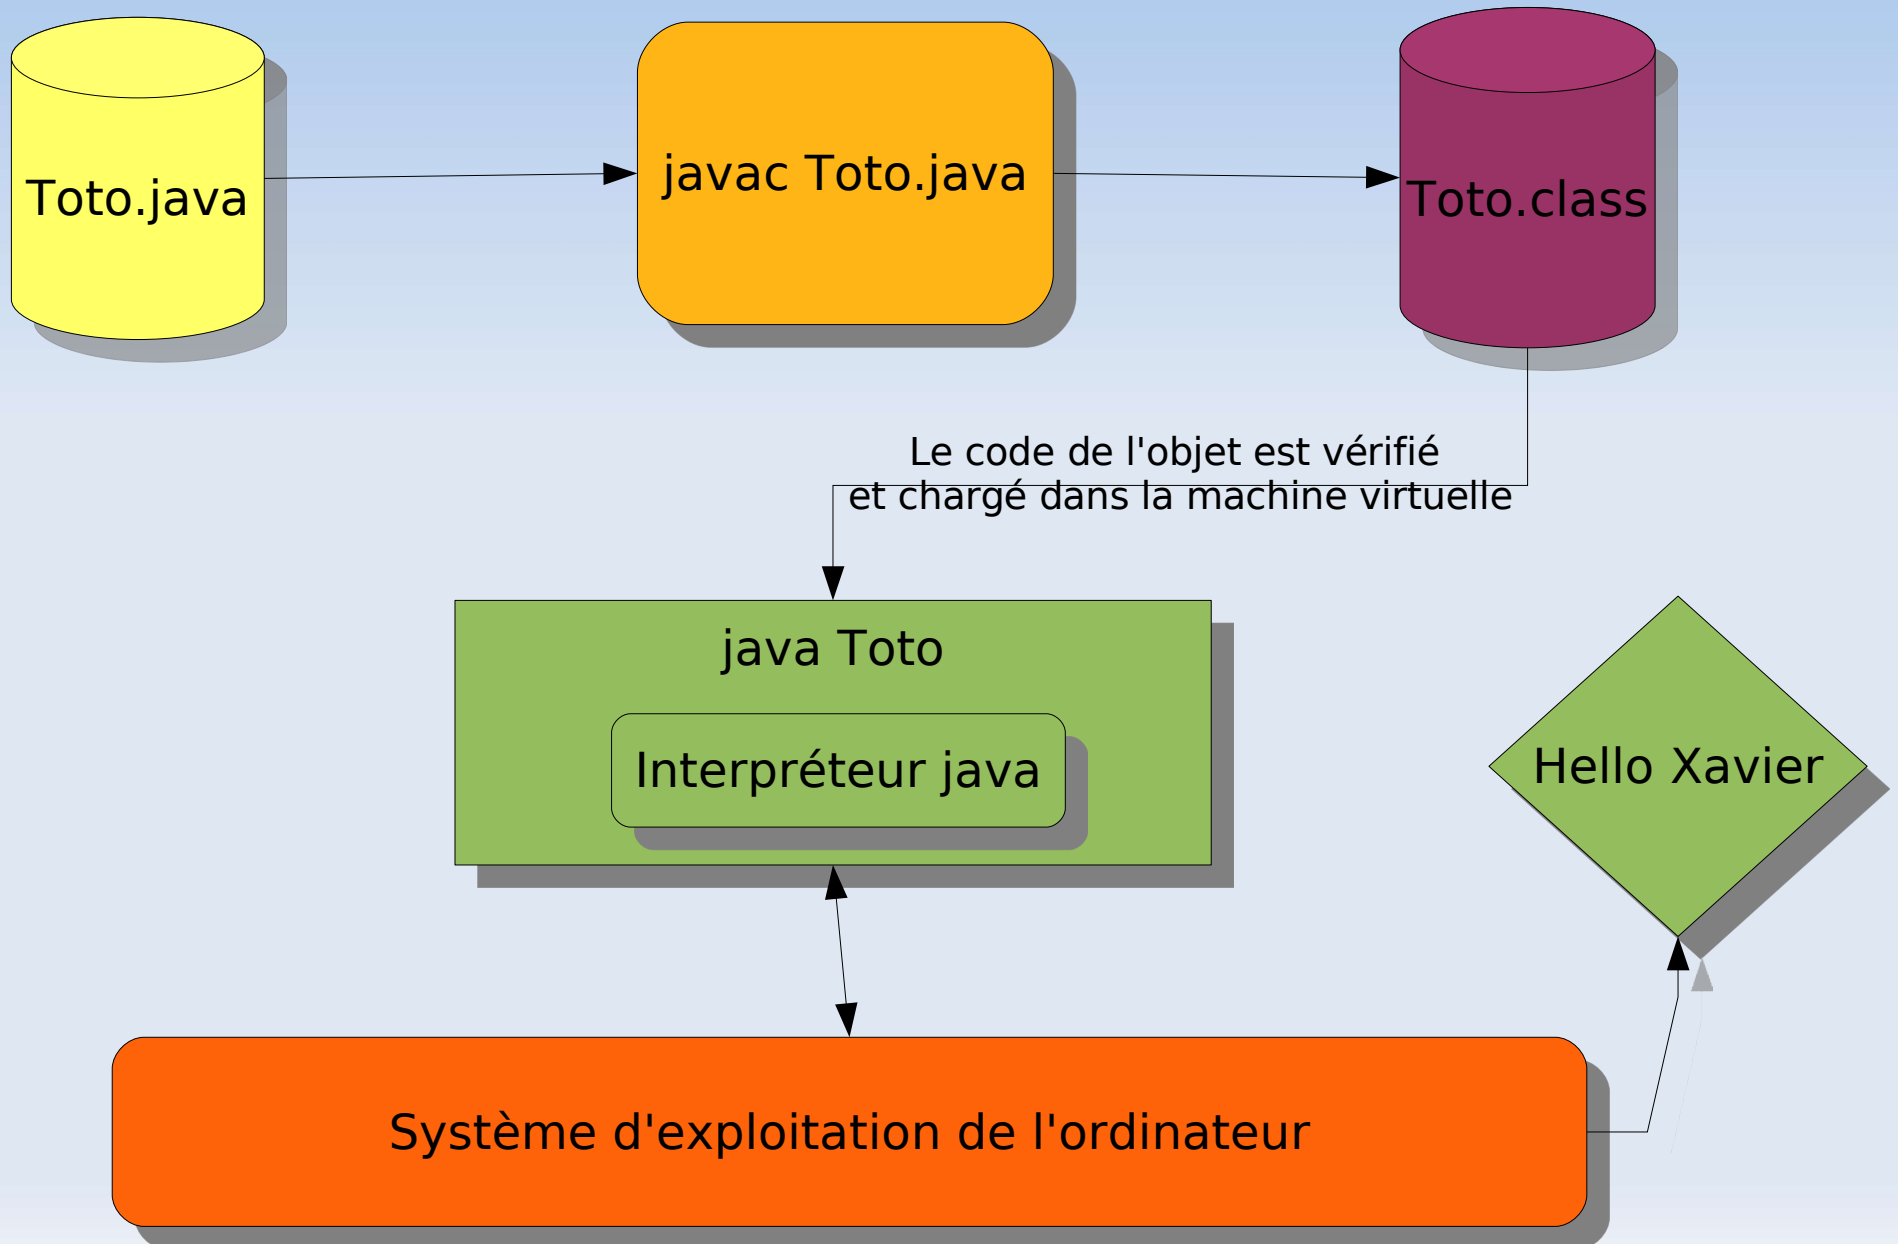 Toto.java
javac Toto.java
Toto.class
Le code de l'objet est vérifié
et chargé dans la machine virtuelle
java Toto
Interpréteur java
Hello Xavier
Système d'exploitation de l'ordinateur